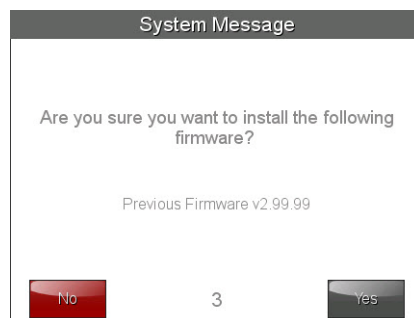 System Message
Are you sure you want to install the following
firmware?
Previous Firmware v2.99.99
No
3
Yes